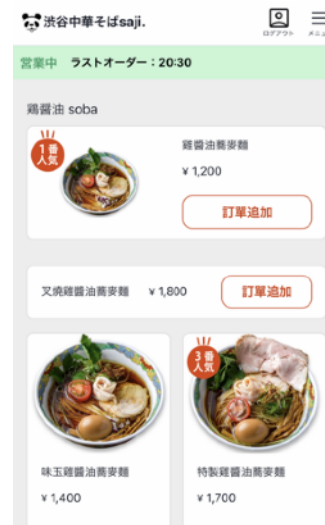 渋谷中華そばsaji.
ログアウト
メニュ
営業中 ラストオーダー：20:30
鶏醤油 soba
1番
人気
雞醬油蕎麥麵
¥ 1,200
訂單追加
叉燒雞醬油蕎麥麵 ¥ 1,800
訂單追加
3番
人気
味玉雞醬油蕎麥麵
¥ 1,400
特製雞醬油蕎麥麵
¥ 1,700